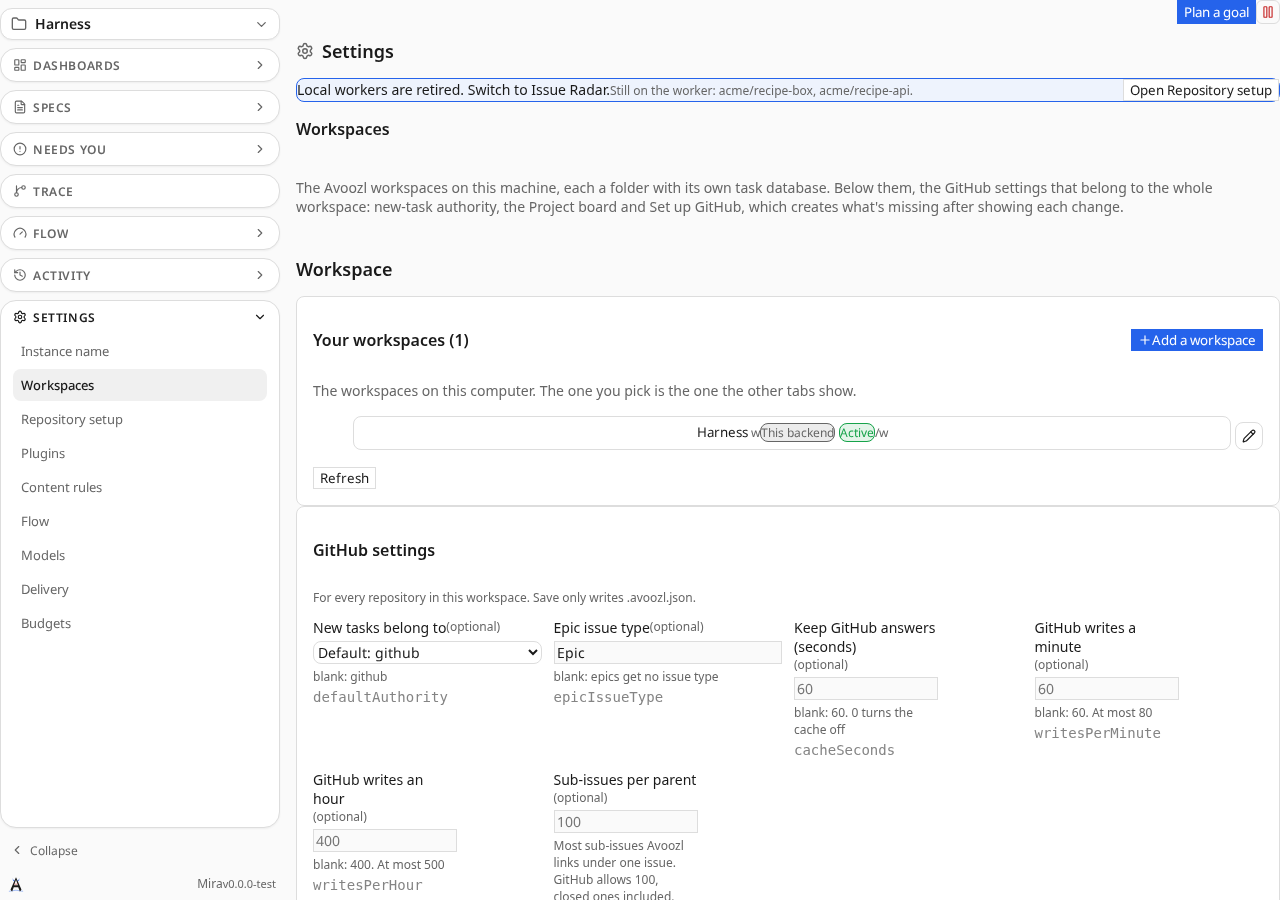 Harness
DASHBOARDS
SPECS
NEEDS YOU
TRACE
FLOW
ACTIVITY
SETTINGS
Instance name
Workspaces
Repository setup
Plugins
Content rules
Flow
Models
Delivery
Budgets
Collapse
Mirav0.0.0-test
Plan a goal
Settings
Local workers are retired. Switch to Issue Radar.Still on the worker: acme/recipe-box, acme/recipe-api.
Open Repository setup
Workspaces
The Avoozl workspaces on this machine, each a folder with its own task database. Below them, the GitHub settings that belong to the whole
workspace: new-task authority, the Project board and Set up GitHub, which creates what's missing after showing each change.
Workspace
Your workspaces (1)
Add a workspace
The workspaces on this computer. The one you pick is the one the other tabs show.
Harness wThis backend Active/w
Refresh
GitHub settings
For every repository in this workspace. Save only writes .avoozl.json.
New tasks belong to(optional)
Default: github
blank: github
defaultAuthority
Epic issue type(optional)
Epic
blank: epics get no issue type
epicIssueType
Keep GitHub answers
(seconds)
(optional)
60
blank: 60. 0 turns the
cache off
cacheSeconds
GitHub writes a
minute
(optional)
60
blank: 60. At most 80
writesPerMinute
GitHub writes an
hour
(optional)
400
blank: 400. At most 500
writesPerHour
Sub-issues per parent
(optional)
100
Most sub-issues Avoozl
links under one issue.
GitHub allows 100,
closed ones included.